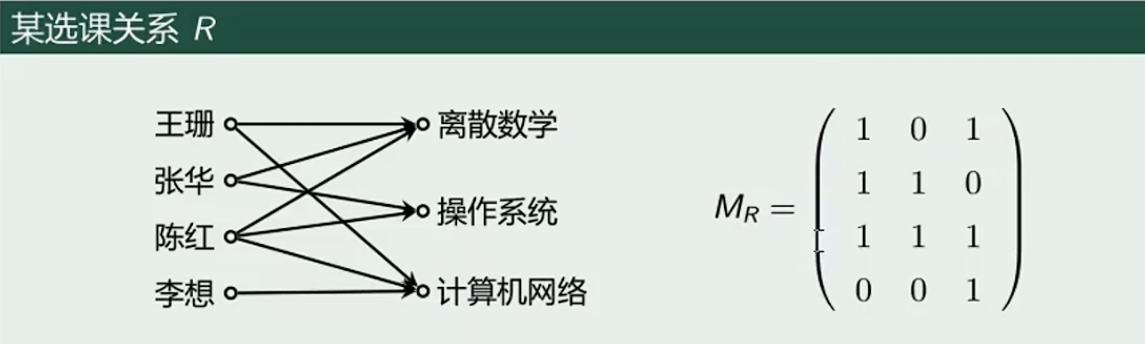 某选课关系 R
王珊
张华
陈红
李想
离散数学
操作系统
计算机网络
M_R =
1 0 1
1 1 0
1 1 1
0 0 1